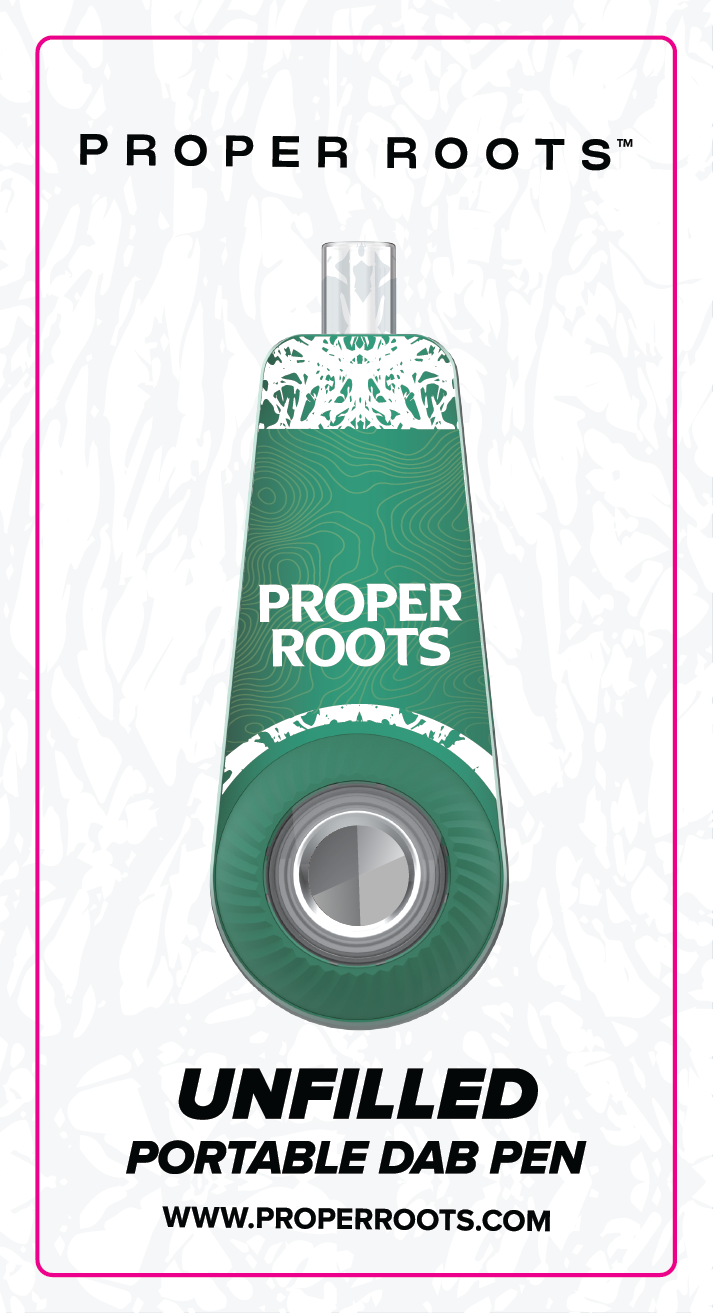 PROPER ROOTS™
PROPER
ROOTS
UNFILLED
PORTABLE DAB PEN
WWW.PROPERROOTS.COM